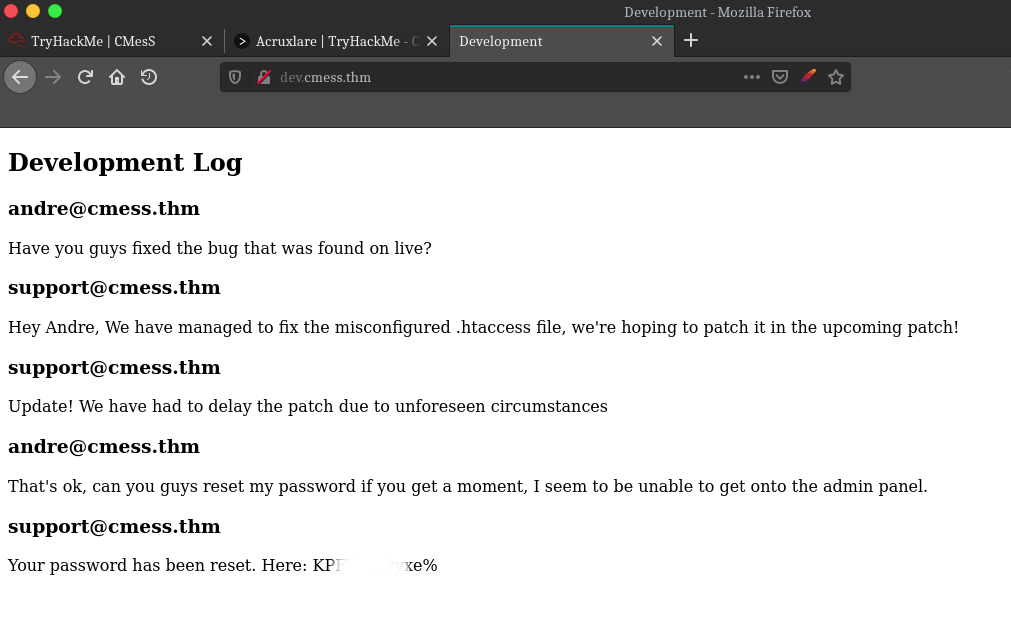 Development - Mozilla Firefox
TryHackMe | CMesS
Acruxlare | TryHackMe - C
Development
dev.cmess.thm
Development Log
andre@cmess.thm
Have you guys fixed the bug that was found on live?
support@cmess.thm
Hey Andre, We have managed to fix the misconfigured .htaccess file, we're hoping to patch it in the upcoming patch!
support@cmess.thm
Update! We have had to delay the patch due to unforeseen circumstances
andre@cmess.thm
That's ok, can you guys reset my password if you get a moment, I seem to be unable to get onto the admin panel.
support@cmess.thm
Your password has been reset. Here: